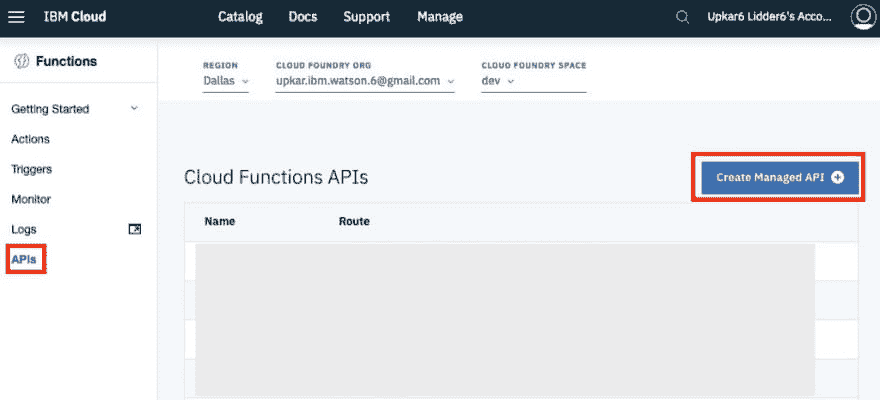 IBM Cloud Catalog Docs Support Manage Upkar6 Lidder6's Acco...
Functions
REGION CLOUD FOUNDRY ORG CLOUD FOUNDRY SPACE
Dallas upkar.ibm.watson.6@gmail.com dev
Getting Started
Actions
Triggers
Monitor
Logs
APIs
Cloud Functions APIs
Create Managed API
Name Route